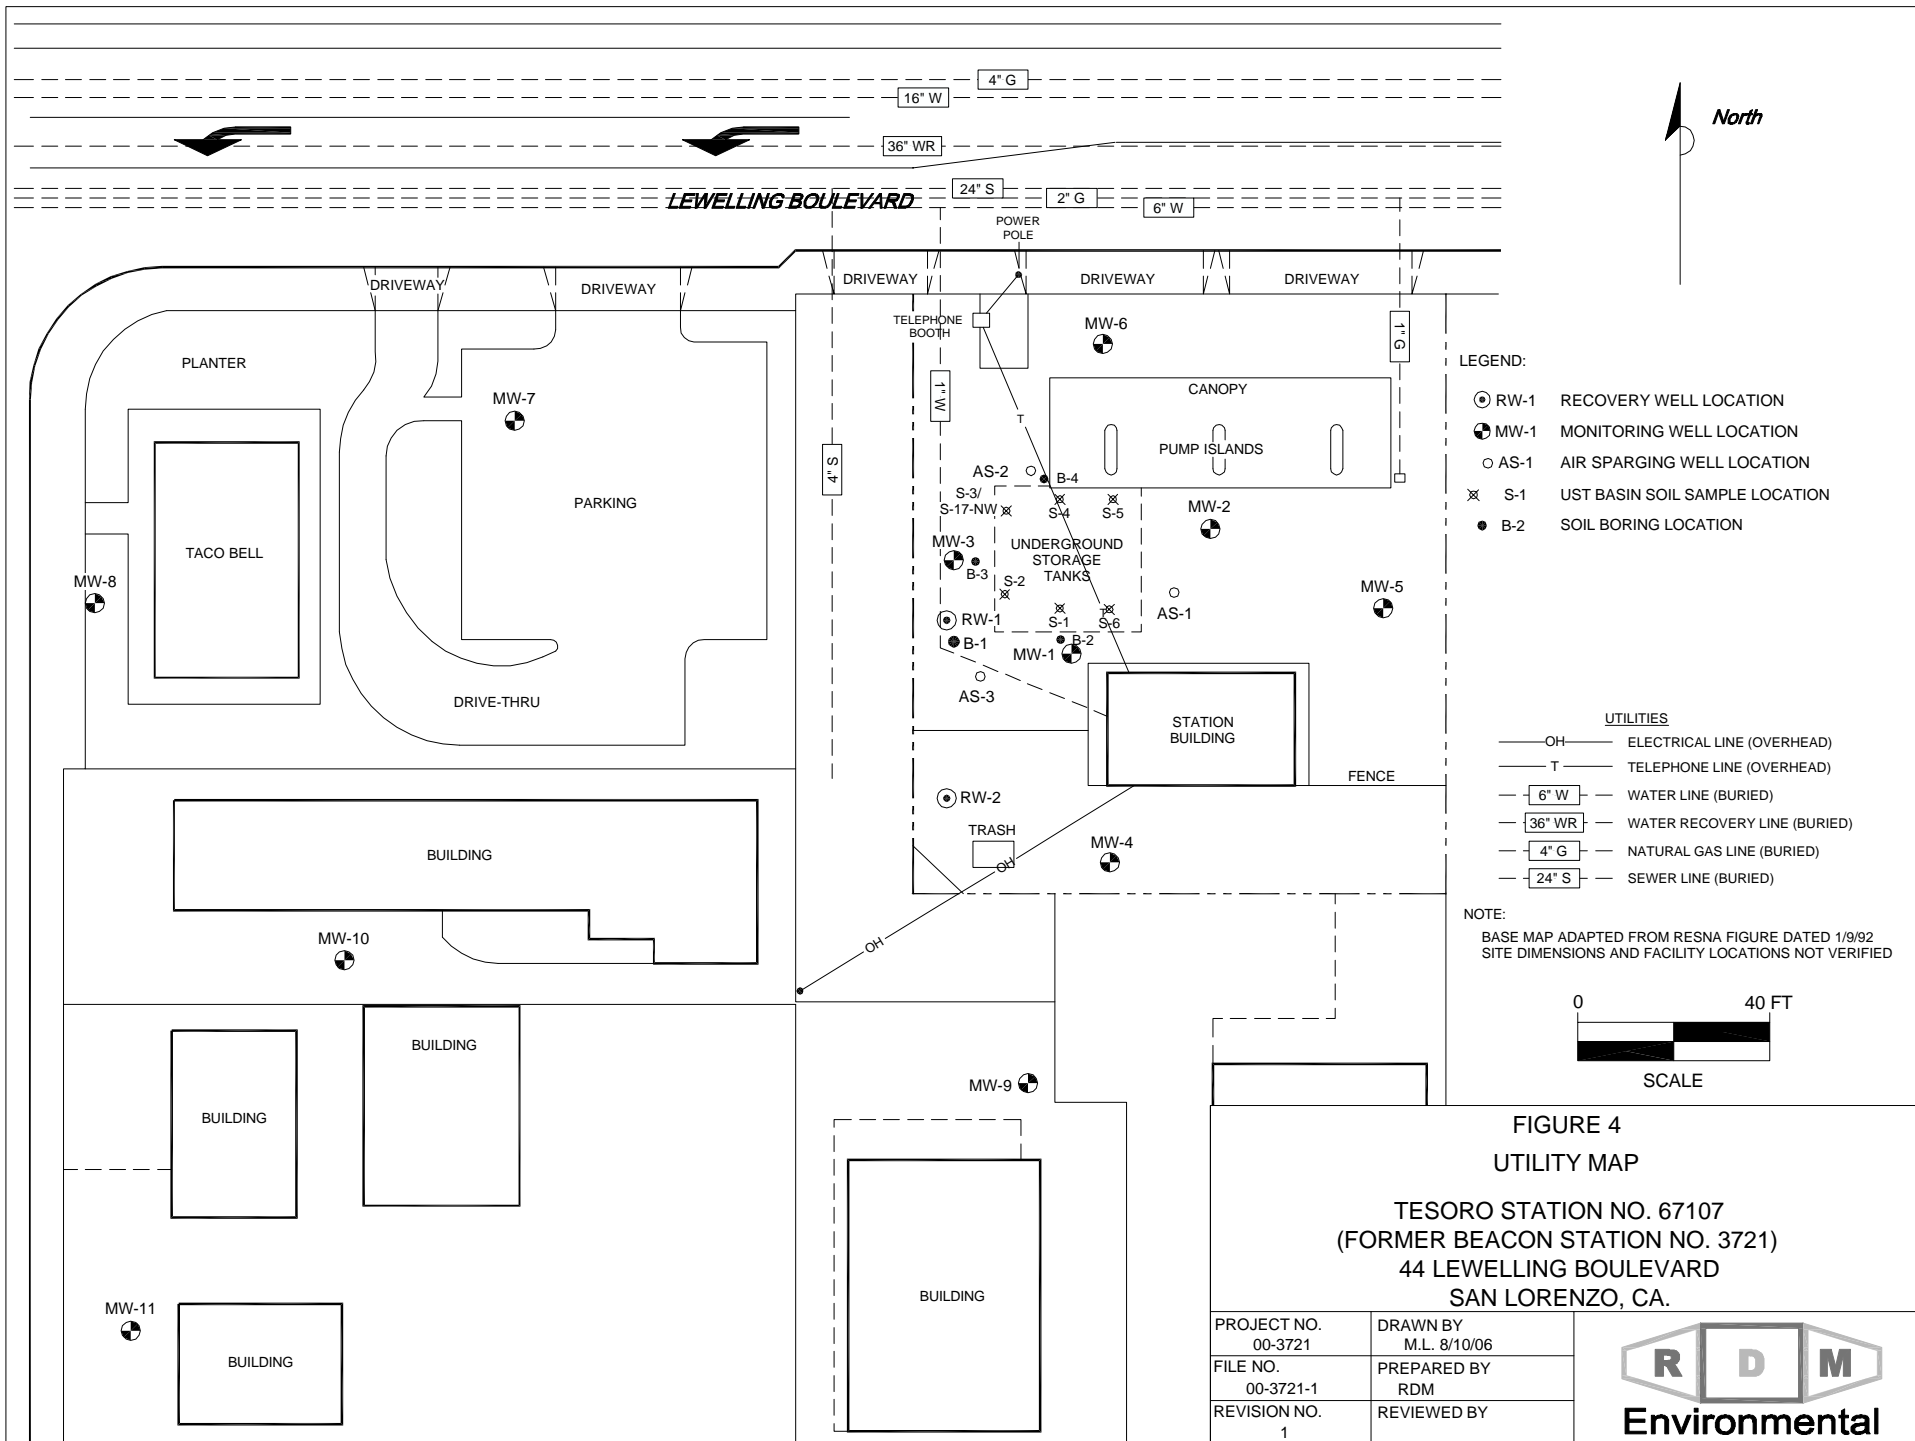 4" G
16" W
36" WR
North
24" S
2" G
6" W
LEWELLING BOULEVARD
POWER
POLE
DRIVEWAY
DRIVEWAY
DRIVEWAY
DRIVEWAY
DRIVEWAY
TELEPHONE
BOOTH
MW-6
1" G
PLANTER
MW-7
1" W
CANOPY
T
PUMP ISLANDS
4" S
AS-2
B-4
S-3/
S-17-NW
S-4
S-5
MW-2
PARKING
TACO BELL
MW-3
B-3
UNDERGROUND
STORAGE
TANKS
S-2
MW-8
MW-5
AS-1
RW-1
S-1
T
S-6
B-1
B-2
MW-1
AS-3
DRIVE-THRU
STATION
BUILDING
FENCE
RW-2
TRASH
OH
MW-4
BUILDING
OH
MW-10
BUILDING
BUILDING
MW-9
BUILDING
MW-11
BUILDING
LEGEND:
RW-1 RECOVERY WELL LOCATION
MW-1 MONITORING WELL LOCATION
AS-1 AIR SPARGING WELL LOCATION
S-1 UST BASIN SOIL SAMPLE LOCATION
B-2 SOIL BORING LOCATION
UTILITIES
OH ELECTRICAL LINE (OVERHEAD)
T TELEPHONE LINE (OVERHEAD)
6" W WATER LINE (BURIED)
36" WR WATER RECOVERY LINE (BURIED)
4" G NATURAL GAS LINE (BURIED)
24" S SEWER LINE (BURIED)
NOTE:
BASE MAP ADAPTED FROM RESNA FIGURE DATED 1/9/92
SITE DIMENSIONS AND FACILITY LOCATIONS NOT VERIFIED
0 40 FT
SCALE
FIGURE 4
UTILITY MAP
TESORO STATION NO. 67107
(FORMER BEACON STATION NO. 3721)
44 LEWELLING BOULEVARD
SAN LORENZO, CA.
PROJECT NO.
00-3721
DRAWN BY
M.L. 8/10/06
FILE NO.
00-3721-1
PREPARED BY
RDM
REVISION NO.
1
REVIEWED BY
R D M
Environmental